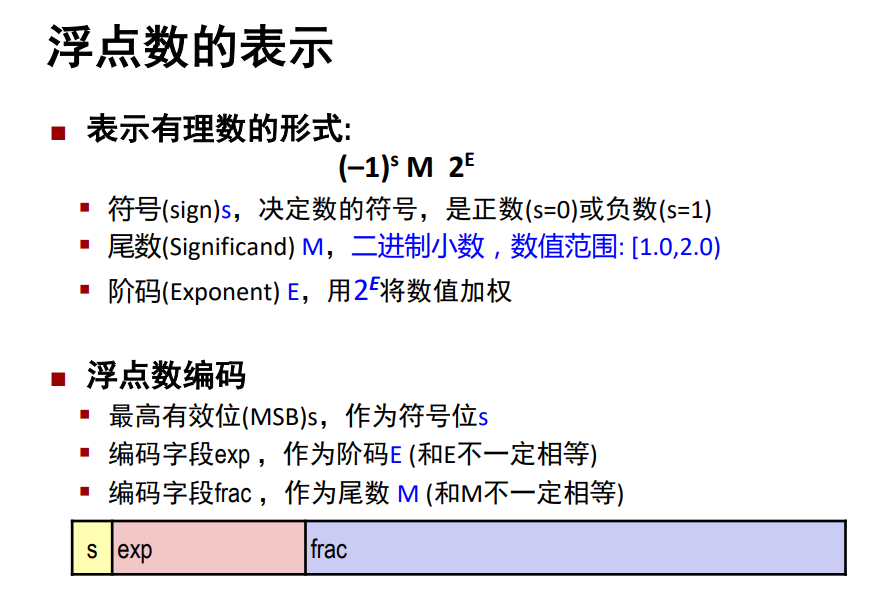 浮点数的表示
表示有理数的形式:
(–1)ˢ M 2ᴱ
符号(sign)s，决定数的符号，是正数(s=0)或负数(s=1)
尾数(Significand) M，二进制小数，数值范围: [1.0,2.0)
阶码(Exponent) E，用2ᴱ将数值加权
浮点数编码
最高有效位(MSB)s，作为符号位s
编码字段exp ，作为阶码E (和E不一定相等)
编码字段frac ，作为尾数 M (和M不一定相等)
s exp frac